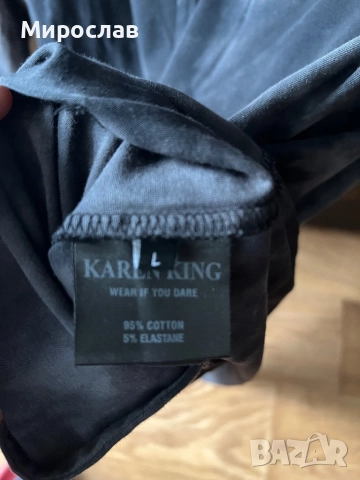 Мирослав
L
KAREN KING
WEAR IF YOU DARE
95% COTTON
5% ELASTANE
BAZAR